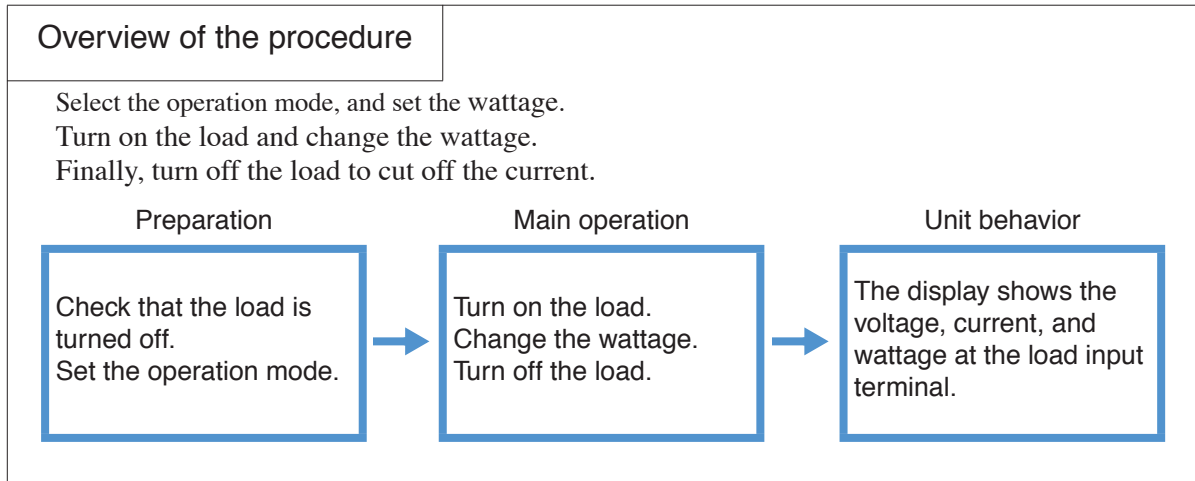 Overview of the procedure
Select the operation mode, and set the wattage.
Turn on the load and change the wattage.
Finally, turn off the load to cut off the current.
Preparation
Check that the load is
turned off.
Set the operation mode.
Main operation
Turn on the load.
Change the wattage.
Turn off the load.
Unit behavior
The display shows the
voltage, current, and
wattage at the load input
terminal.